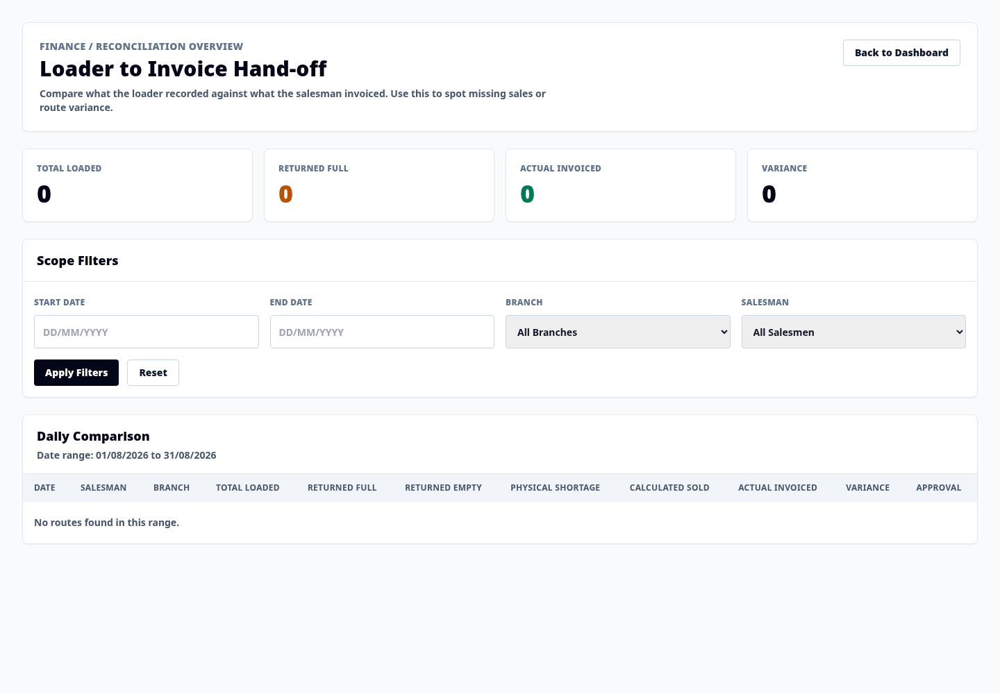 FINANCE / RECONCILIATION OVERVIEW
Loader to Invoice Hand-off
Compare what the loader recorded against what the salesman invoiced. Use this to spot missing sales or
route variance.
Back to Dashboard
TOTAL LOADED
0
RETURNED FULL
0
ACTUAL INVOICED
0
VARIANCE
0
Scope Filters
START DATE
DD/MM/YYYY
END DATE
DD/MM/YYYY
BRANCH
All Branches
SALESMAN
All Salesmen
Apply Filters
Reset
Daily Comparison
Date range: 01/08/2026 to 31/08/2026
DATE SALESMAN BRANCH TOTAL LOADED RETURNED FULL RETURNED EMPTY PHYSICAL SHORTAGE CALCULATED SOLD ACTUAL INVOICED VARIANCE APPROVAL
No routes found in this range.